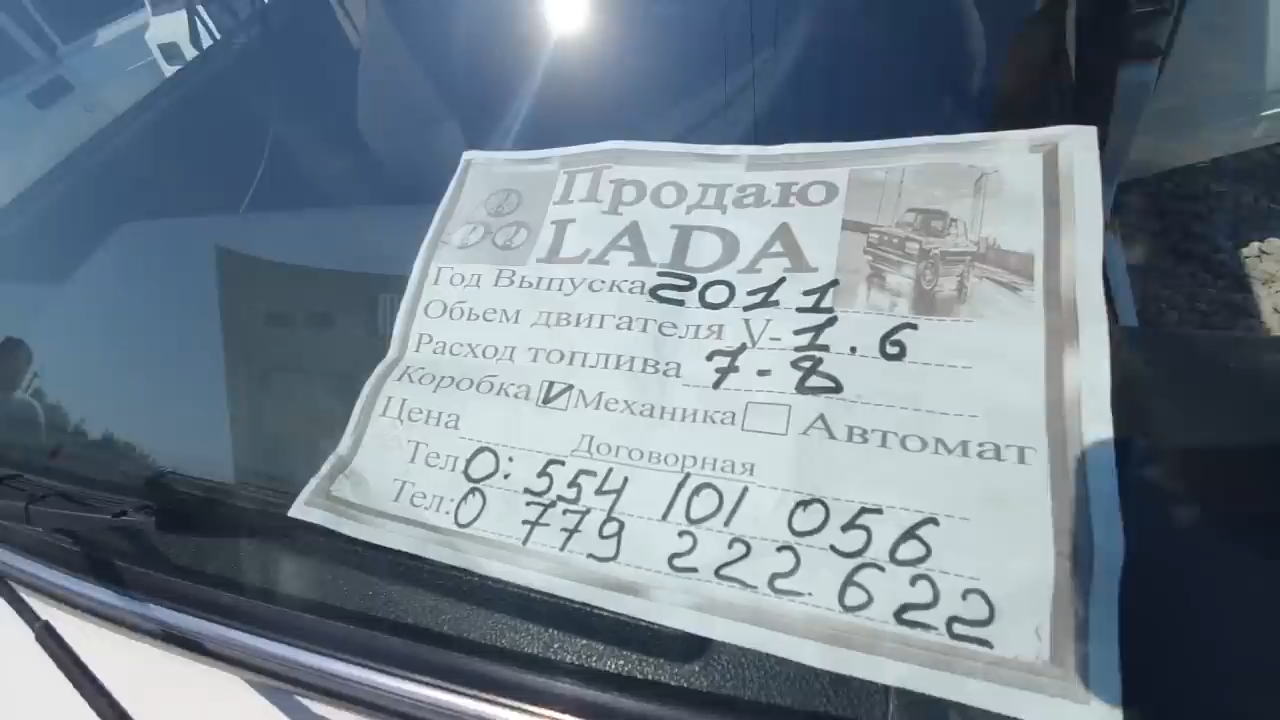 Продаю
LADA
Год Выпуска 2011
Обьем двигателя V- 1.6
Расход топлива 7-8
Коробка ☑ Механика ☐ Автомат
Цена Договорная
Тел 0: 554 101 056
Тел: 0 779 222 622